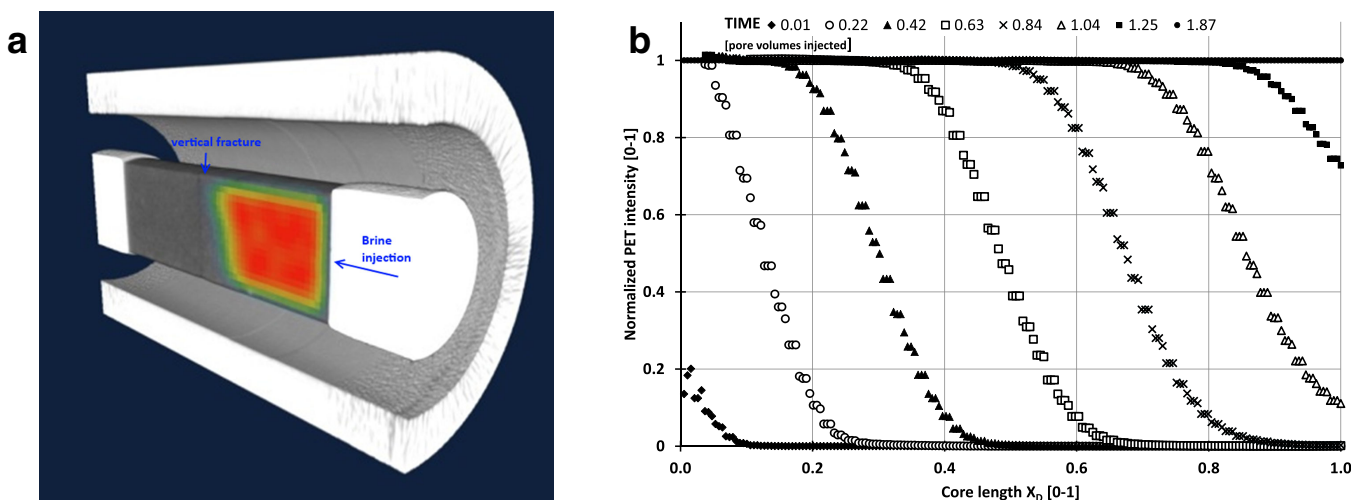 a
vertical fracture
Brine
injection
b
TIME ◆ 0.01 ○ 0.22 ▲ 0.42 □ 0.63 × 0.84 △ 1.04 ■ 1.25 ● 1.87
[pore volumes injected]
Normalized PET intensity [0-1]
1
0.8
0.6
0.4
0.2
0
0.0 0.2 0.4 0.6 0.8 1.0
Core length X_D [0-1]